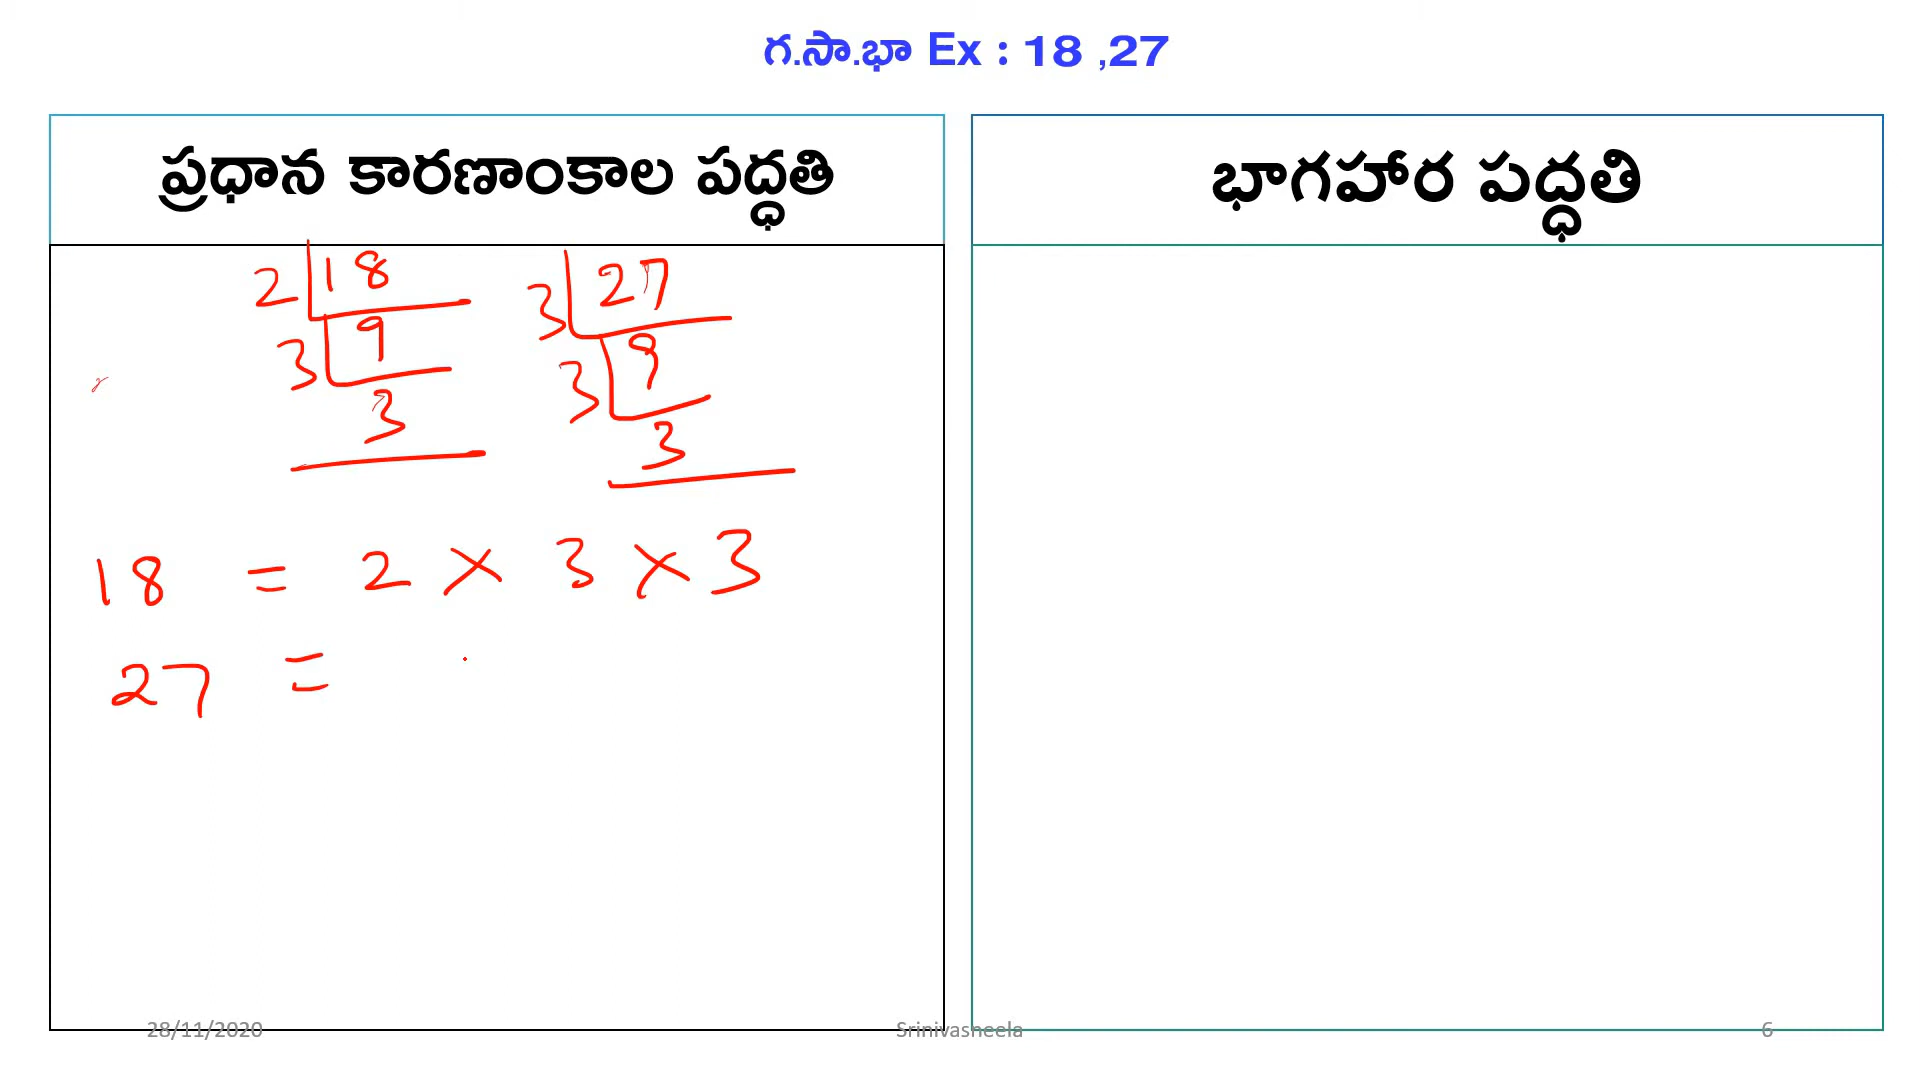 గ.సా.భా Ex : 18 ,27
ప్రధాన కారణాంకాల పద్ధతి
2 18
3 9
3
3 27
3 9
3
18 = 2 × 3 × 3
27 =
భాగహార పద్ధతి
28/11/2020
Srinivasneela
6